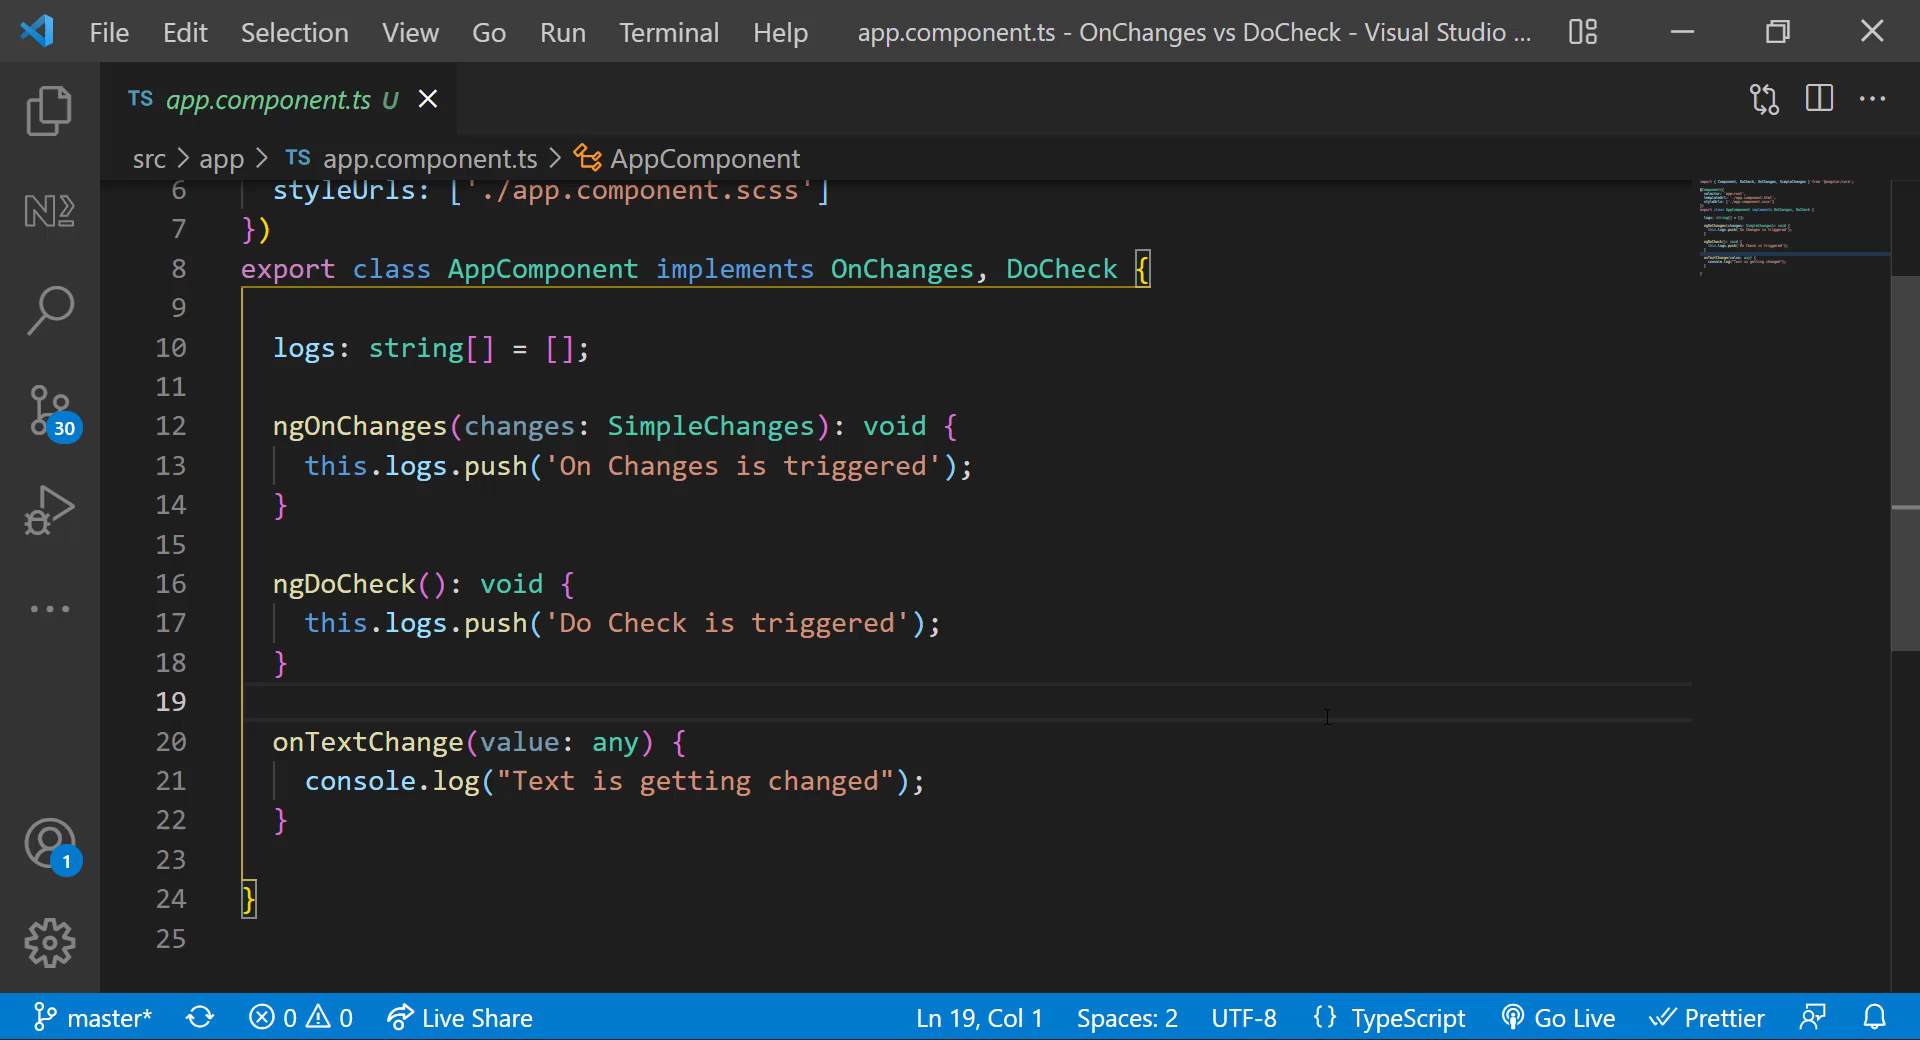 File Edit Selection View Go Run Terminal Help app.component.ts - OnChanges vs DoCheck - Visual Studio ...
TS app.component.ts U
src > app > TS app.component.ts > AppComponent
6 styleUrls: ['./app.component.scss']
7 })
8 export class AppComponent implements OnChanges, DoCheck {
9
10 logs: string[] = [];
11
12 ngOnChanges(changes: SimpleChanges): void {
13 this.logs.push('On Changes is triggered');
14 }
15
16 ngDoCheck(): void {
17 this.logs.push('Do Check is triggered');
18 }
19
20 onTextChange(value: any) {
21 console.log("Text is getting changed");
22 }
23
24 }
25
30
1
master* 0 0 Live Share Ln 19, Col 1 Spaces: 2 UTF-8 {} TypeScript Go Live Prettier